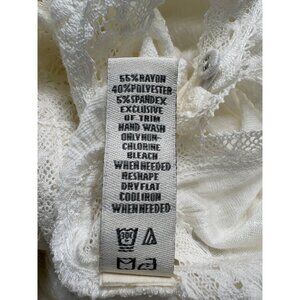 55% RAYON
40% POLYESTER
5% SPANDEX
EXCLUSIVE
OF TRIM
HAND WASH
ONLY NON-
CHLORINE
BLEACH
WHEN NEEDED
RESHAPE
DRY FLAT
COOL IRON
WHEN NEEDED